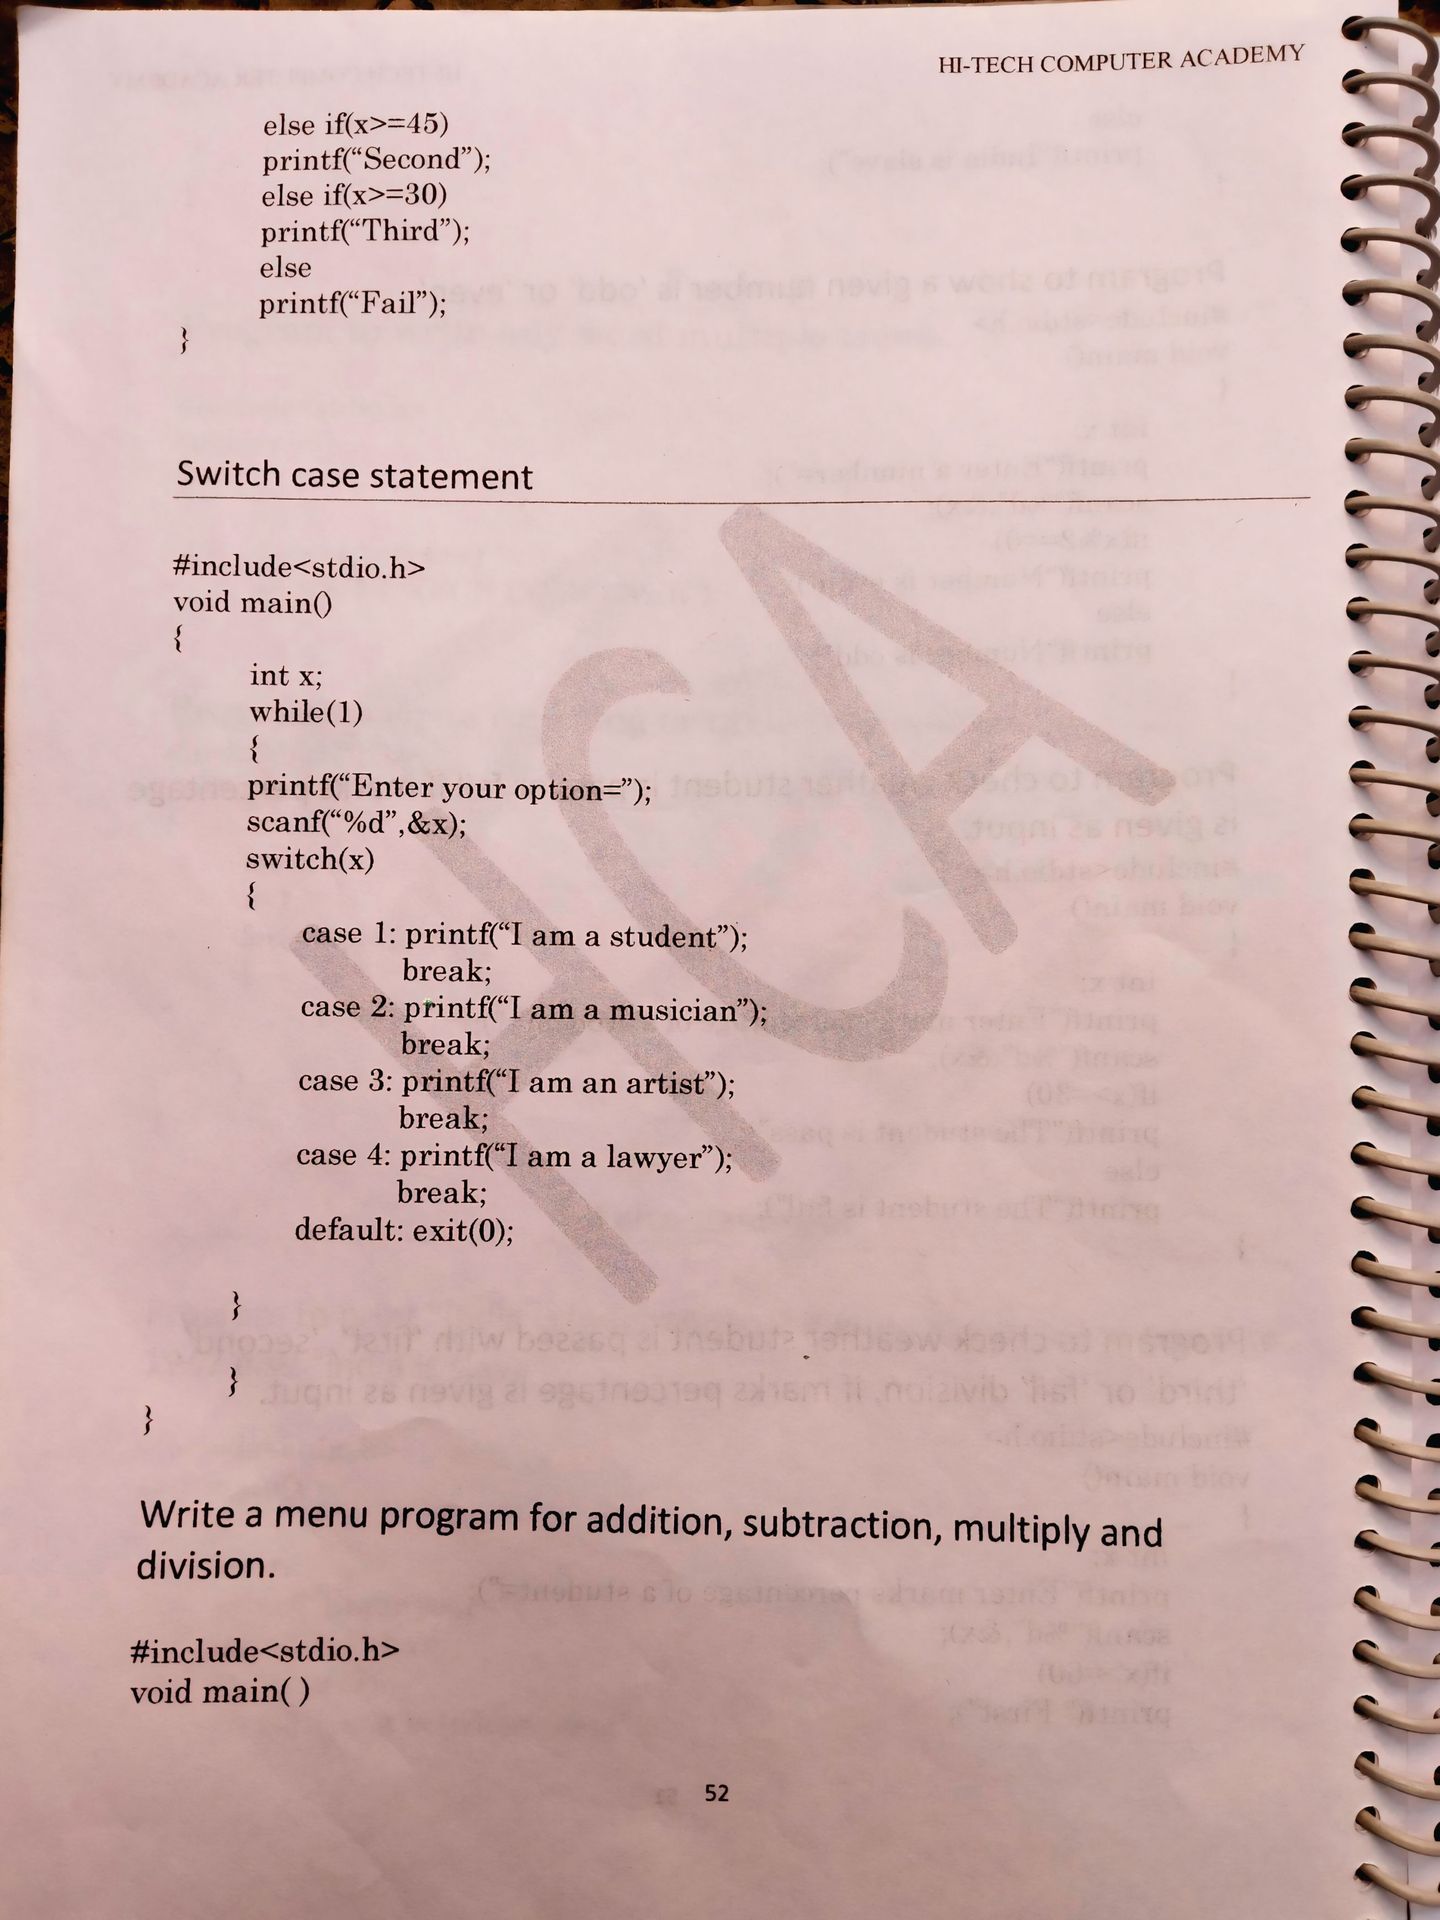 HI-TECH COMPUTER ACADEMY
else if(x>=45)
printf(“Second”);
else if(x>=30)
printf(“Third”);
else
printf(“Fail”);
}
Switch case statement
#include<stdio.h>
void main()
{
int x;
while(1)
{
printf(“Enter your option=”);
scanf(“%d”,&x);
switch(x)
{
case 1: printf(“I am a student”);
break;
case 2: printf(“I am a musician”);
break;
case 3: printf(“I am an artist”);
break;
case 4: printf(“I am a lawyer”);
break;
default: exit(0);
}
}
}
HCA
Write a menu program for addition, subtraction, multiply and
division.
#include<stdio.h>
void main( )
52